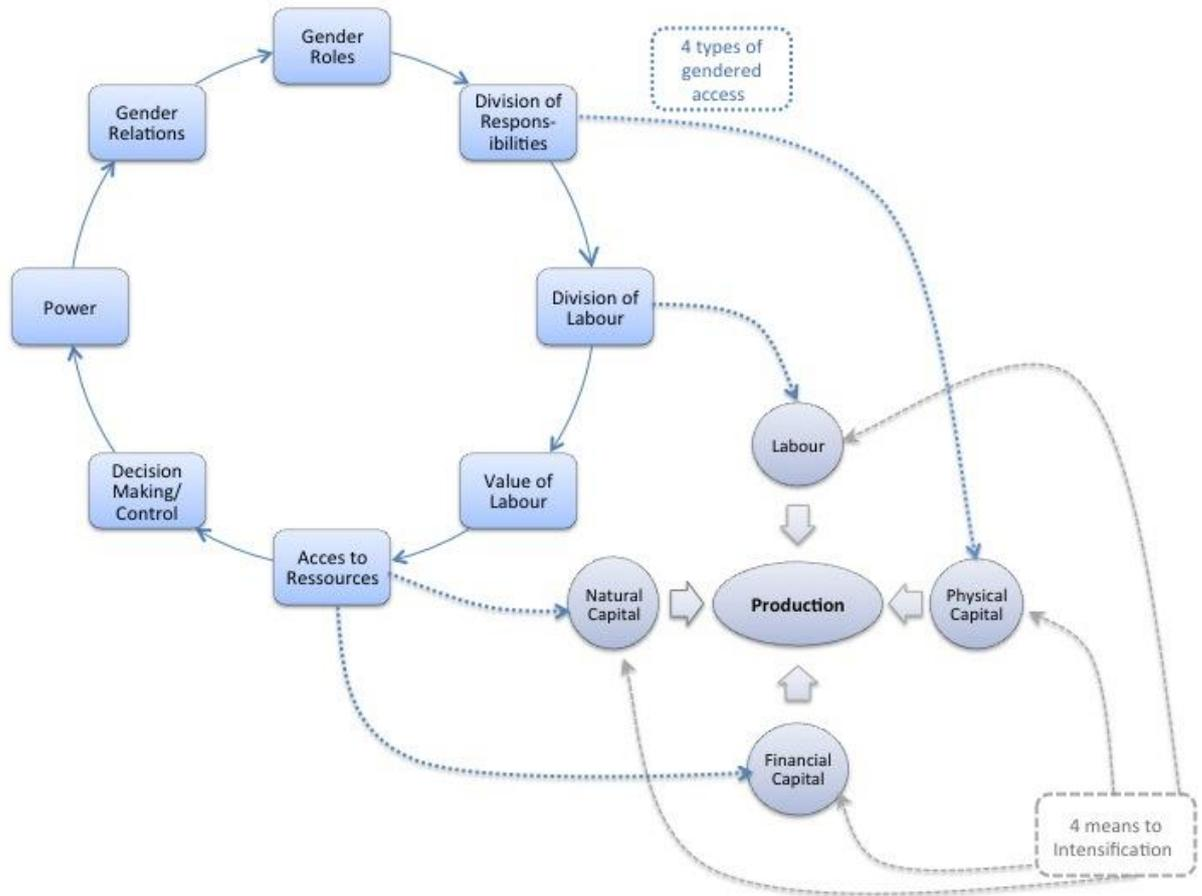 Gender
Roles
4 types of
gendered
access
Gender
Relations
Division of
Respons-
ibilities
Power
Division of
Labour
Labour
Decision
Making/
Control
Value of
Labour
Acces to
Ressources
Natural
Capital
Production
Physical
Capital
Financial
Capital
4 means to
Intensification